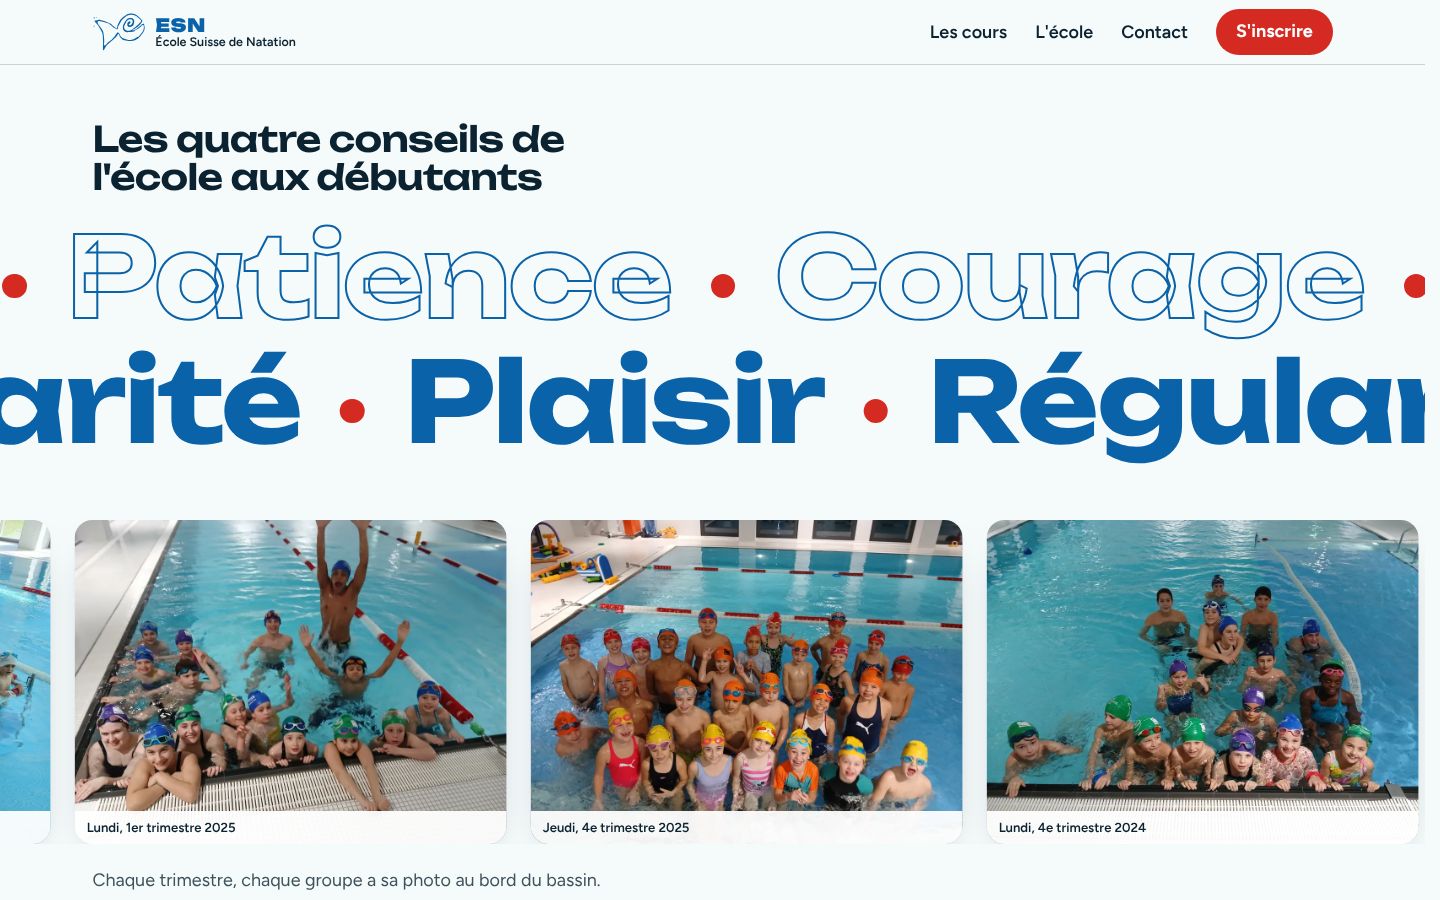 ESN
École Suisse de Natation
Les cours
L'école
Contact
S'inscrire
Les quatre conseils de
l'école aux débutants
Patience • Courage •
arité • Plaisir • Régular
Lundi, 1er trimestre 2025
Jeudi, 4e trimestre 2025
Lundi, 4e trimestre 2024
Chaque trimestre, chaque groupe a sa photo au bord du bassin.